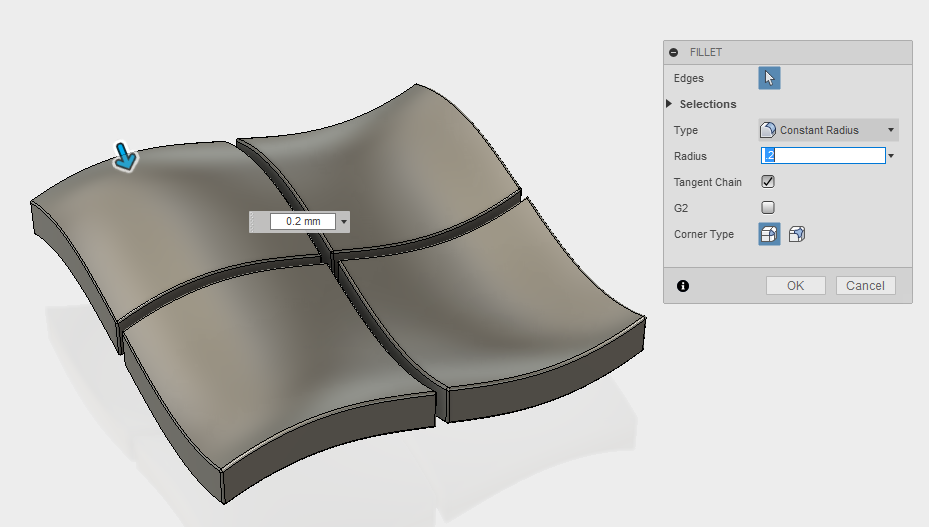 FILLET
Edges
Selections
Type Constant Radius
Radius .2
Tangent Chain
G2
Corner Type
OK Cancel
0.2 mm